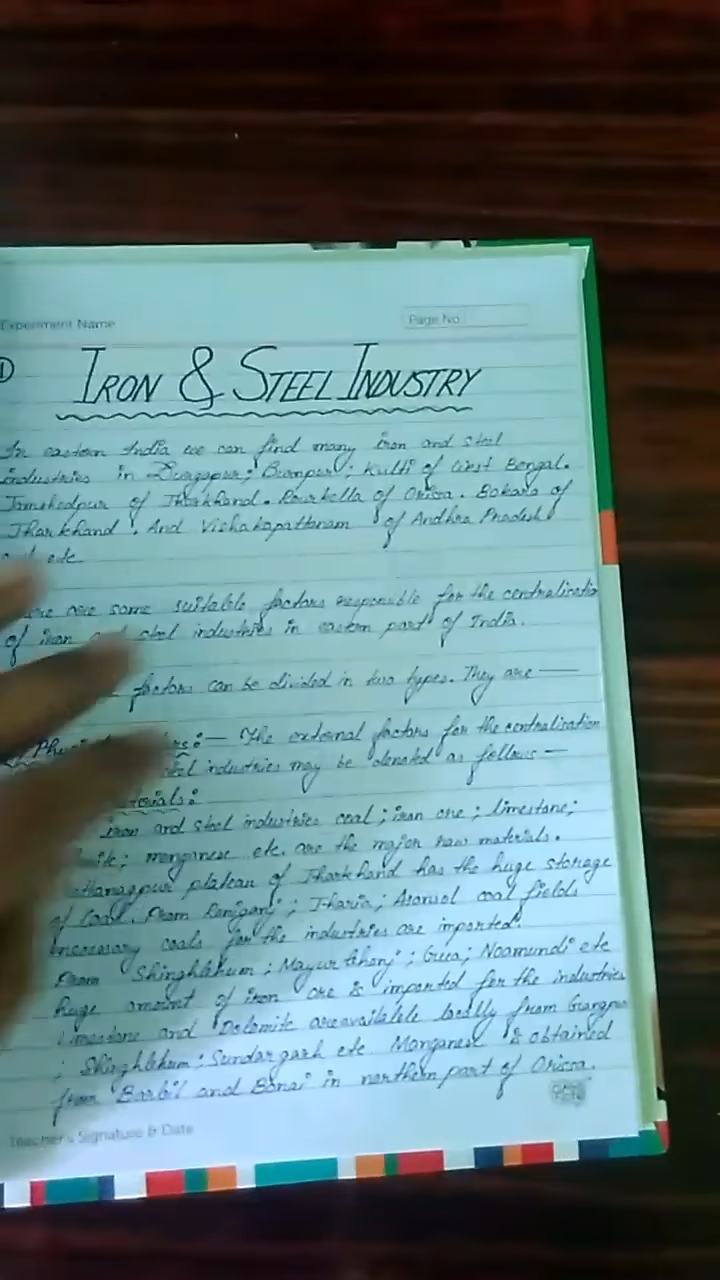 Experiment Name
Page No.
1
IRON & STEEL INDUSTRY
In eastern India we can find many iron and steel
industries in Durgapur; Burnpur; Kulti of West Bengal.
Jamshedpur of Jharkhand. Rourkella of Orissa. Bokaro of
Jharkhand. And Vishakapattanam of Andhra Pradesh
etc
are some suitable factors responsible for the centralisatio
of iron and steel industries in eastern part of India.
factors can be divided in two types. They are —
:— The external factors for the centralisation
industries may be denoted as follows —
iron and steel industries coal; iron ore; limestone;
manganese etc. are the major raw materials.
plateau of Jharkhand has the huge storage
of Coal. From Raniganj; Jharia; Asansol coal fields
coals for the industries are imported.
From Shinghbhum; Mayurbhanj; Guea; Noamundi etc
huge amount of iron ore is imported for the industries
Limestone and Dolomite are available locally from Gangpur
; Shinghbhum; Sundargarh etc. Manganese is obtained
from Barbil and Bonai in northern part of Orissa.
Teacher's Signature & Date